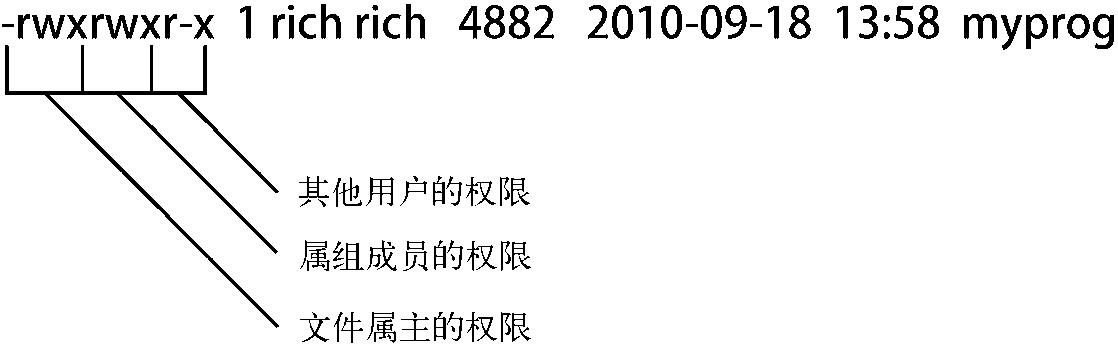 -rwxrwxr-x 1 rich rich 4882 2010-09-18 13:58 myprog
其他用户的权限
属组成员的权限
文件属主的权限